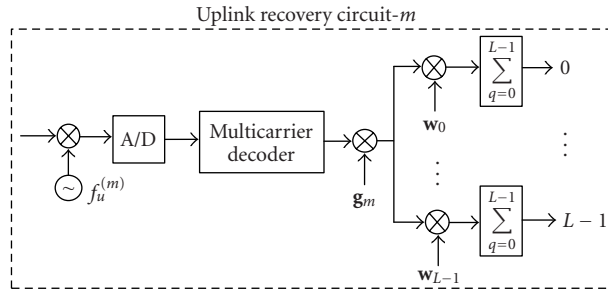 Uplink recovery circuit-m
A/D
Multicarrier
decoder
f_u^{(m)}
~
g_m
w_0
L−1
∑
q=0
0
⋮
⋮
w_{L−1}
L−1
∑
q=0
L − 1